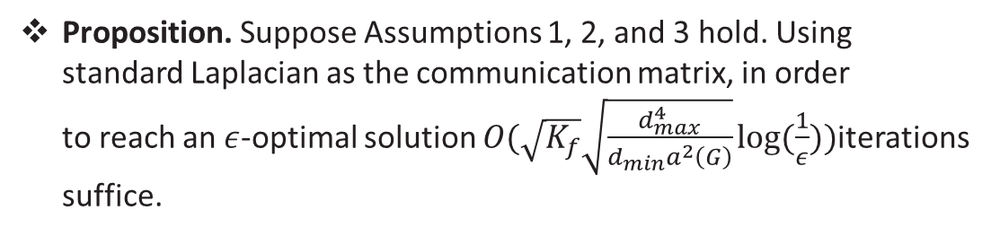 ❖ Proposition. Suppose Assumptions 1, 2, and 3 hold. Using
standard Laplacian as the communication matrix, in order
to reach an ϵ-optimal solution $O(\sqrt{K_f}\sqrt{\frac{d_{max}^4}{d_{min}a^2(G)}}\log(\frac{1}{\epsilon}))$iterations
suffice.